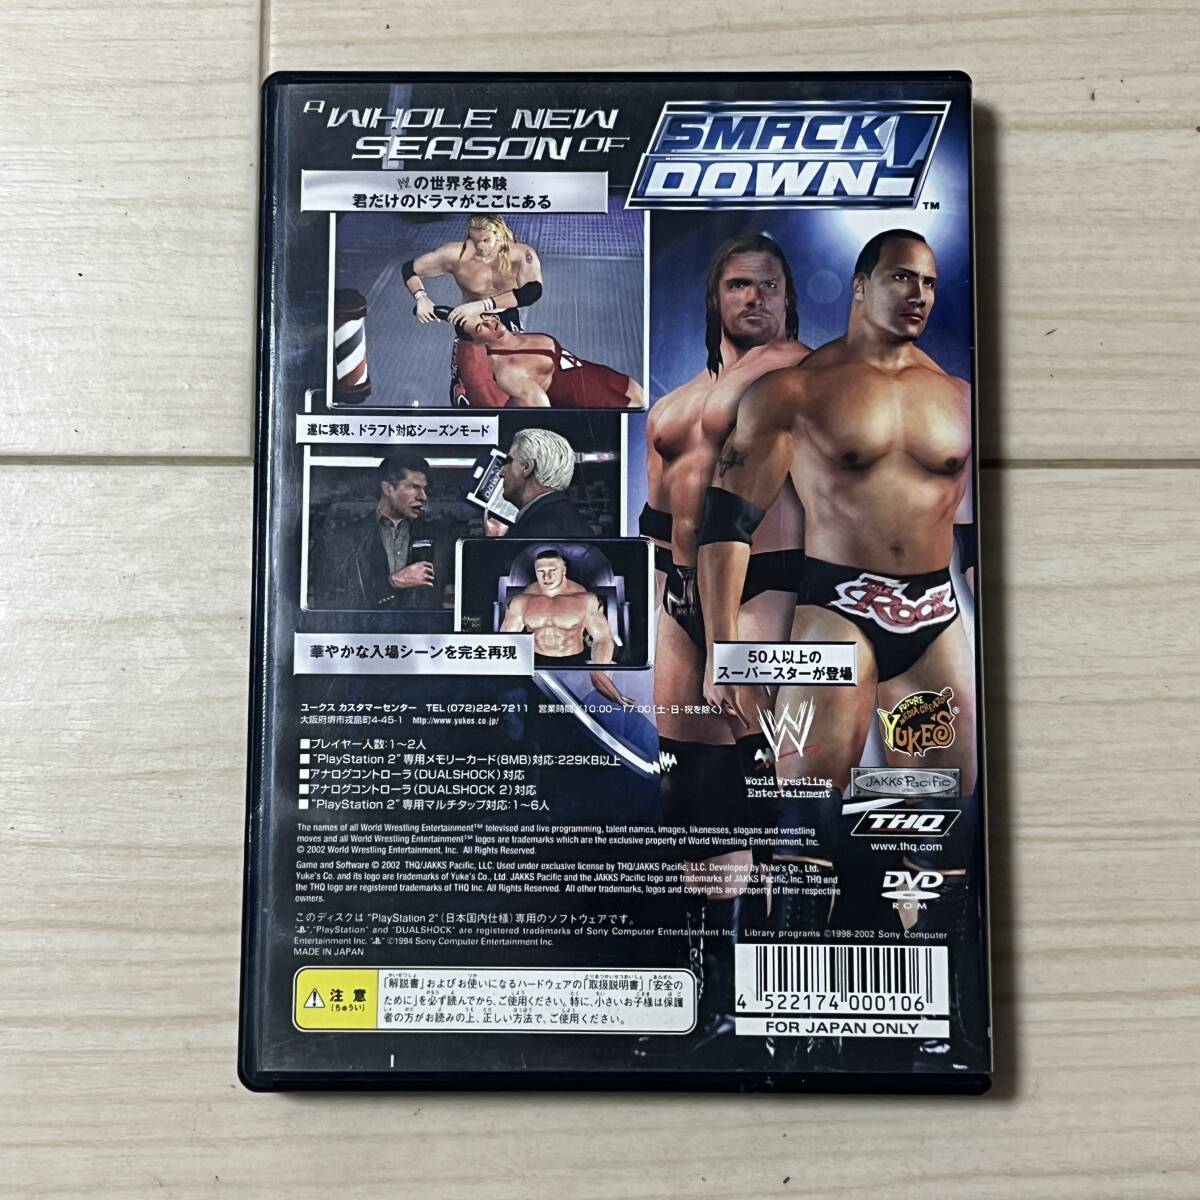 A WHOLE NEW
SEASON OF
SMACK
DOWN!
TM
の世界を体験
君だけのドラマがここにある
遂に実現、ドラフト対応シーズンモード
SMACK
DOWN!
華やかな入場シーンを完全再現
50人以上の
スーパースターが登場
THE
ROCK
ユークス カスタマーセンター TEL (072)224-7211 営業時間/10:00~17:00(土・日・祝を除く)
大阪府堺市戎島町4-45-1 http://www.yukes.co.jp/
■プレイヤー人数:1~2人
■"PlayStation 2"専用メモリーカード(8MB)対応:229KB以上
■アナログコントローラ(DUALSHOCK)対応
■アナログコントローラ(DUALSHOCK 2)対応
■"PlayStation 2"専用マルチタップ対応:1~6人
World Wrestling
Entertainment
FUTURE
MEDIA CREATORS
YUKE'S®
JAKKS Pacific
THQ
www.thq.com
DVD
ROM
The names of all World Wrestling Entertainment™ televised and live programming, talent names, images, likenesses, slogans and wrestling
moves and all World Wrestling Entertainment™ logos are trademarks which are the exclusive property of World Wrestling Entertainment, Inc.
© 2002 World Wrestling Entertainment, Inc. All Rights Reserved.
Game and Software © 2002 THQ/JAKKS Pacific, LLC. Used under exclusive license by THQ/JAKKS Pacific, LLC. Developed by Yuke's Co., Ltd.
Yuke's Co. and its logo are trademarks of Yuke's Co., Ltd. JAKKS Pacific and the JAKKS Pacific logo are trademarks of JAKKS Pacific, Inc. THQ and
the THQ logo are registered trademarks of THQ Inc. All Rights Reserved. All other trademarks, logos and copyrights are property of their respective
owners.
このディスクは"PlayStation 2"(日本国内仕様)専用のソフトウェアです。
" ", "PlayStation" and "DUALSHOCK" are registered trademarks of Sony Computer Entertainment Inc. Library programs ©1998-2002 Sony Computer
Entertainment Inc. " " ©1994 Sony Computer Entertainment Inc.
MADE IN JAPAN
注意
(ちゅうい)
「解説書」およびお使いになるハードウェアの「取扱説明書」「安全の
ために」を必ず読んでから、ご使用ください。特に、小さいお子様は保護
者の方がお読みの上、正しい方法で、ご使用ください。
4 522174 000106
FOR JAPAN ONLY